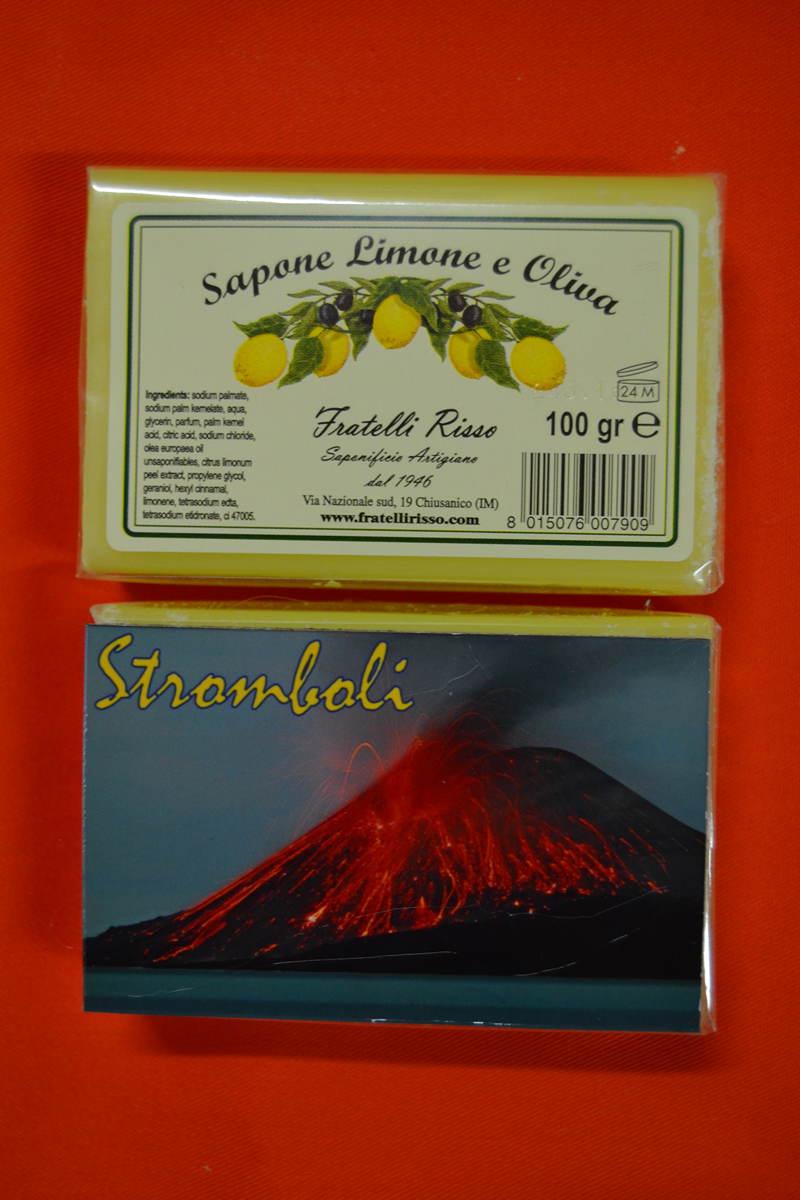 Sapone Limone e Oliva
Ingredients: sodium palmate,
sodium palm kernelate, aqua,
glycerin, parfum, palm kernel
acid, citric acid, sodium chloride,
olea europaea oil
unsaponifiables, citrus limonum
peel extract, propylene glycol,
geraniol, hexyl cinnamal,
limonene, tetrasodium edta,
tetrasodium etidronate, ci 47005.
Fratelli Risso
Saponificio Artigiano
dal 1946
Via Nazionale sud, 19 Chiusanico (IM)
www.fratellirisso.com
24 M
100 gr e
8 015076 007909
Stromboli